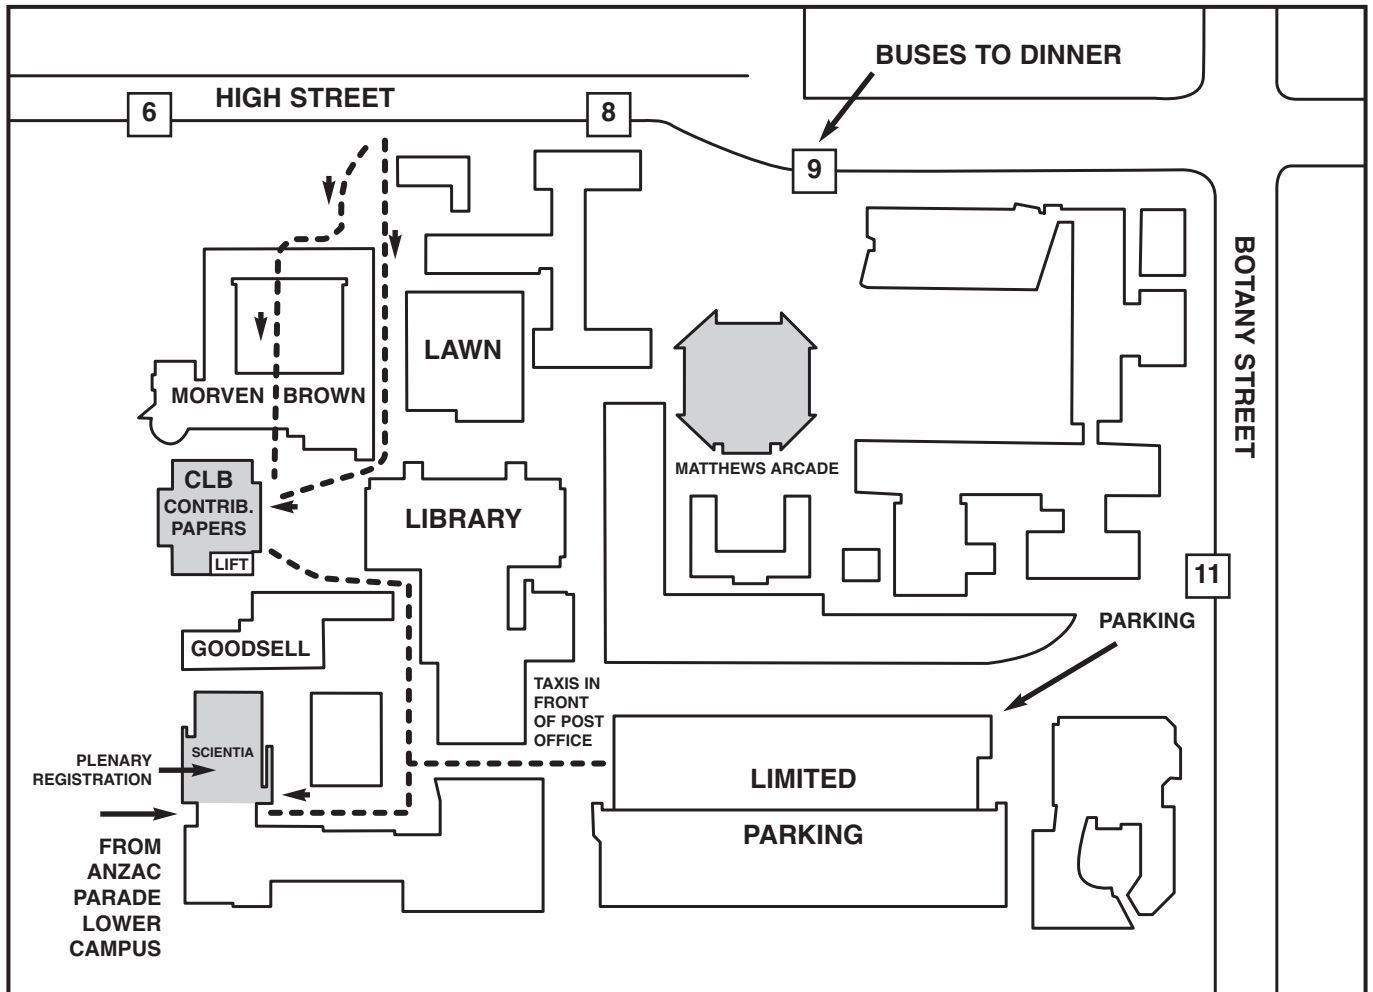 BUSES TO DINNER
HIGH STREET
6
8
9
BOTANY STREET
LAWN
MORVEN BROWN
MATTHEWS ARCADE
CLB
CONTRIB.
PAPERS
LIFT
LIBRARY
11
PARKING
GOODSELL
TAXIS IN
FRONT
OF POST
OFFICE
SCIENTIA
PLENARY
REGISTRATION
LIMITED
PARKING
FROM
ANZAC
PARADE
LOWER
CAMPUS